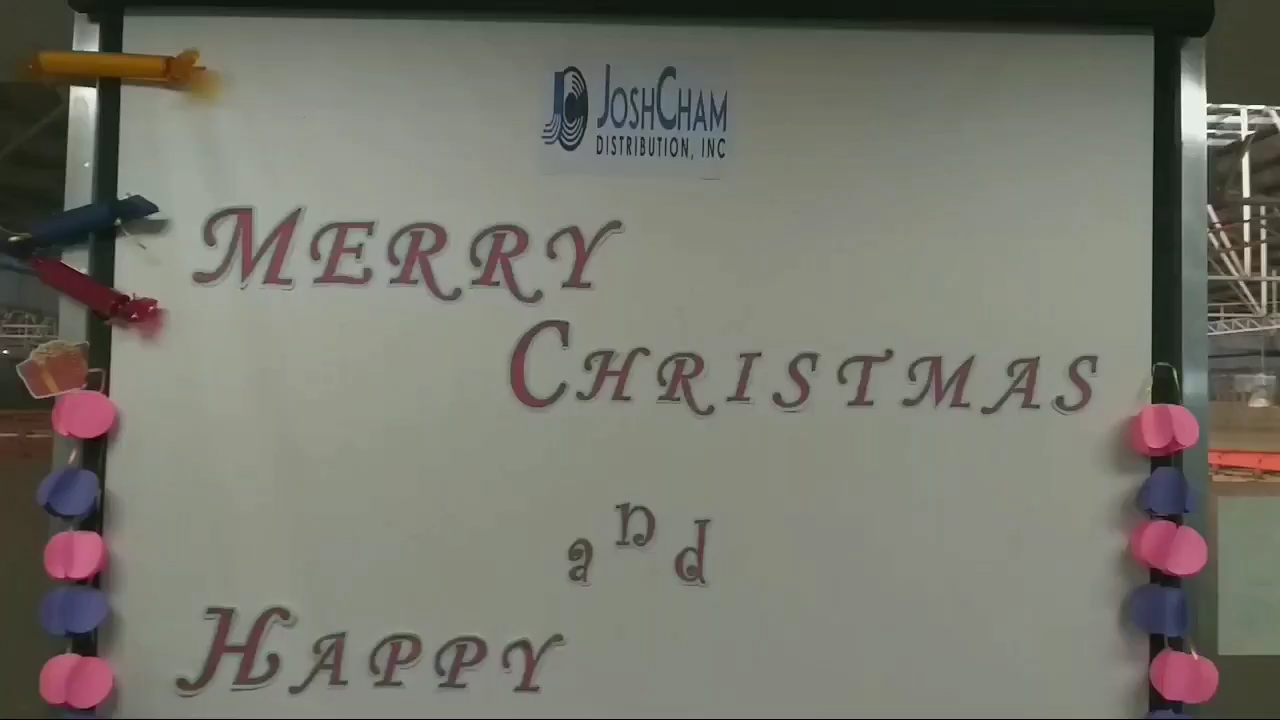 JOSHCHAM
DISTRIBUTION, INC
MERRY
CHRISTMAS
and
HAPPY